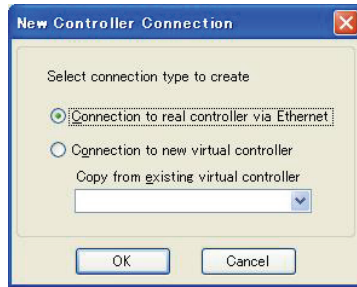 New Controller Connection
Select connection type to create
Connection to real controller via Ethernet
Connection to new virtual controller
Copy from existing virtual controller
OK
Cancel